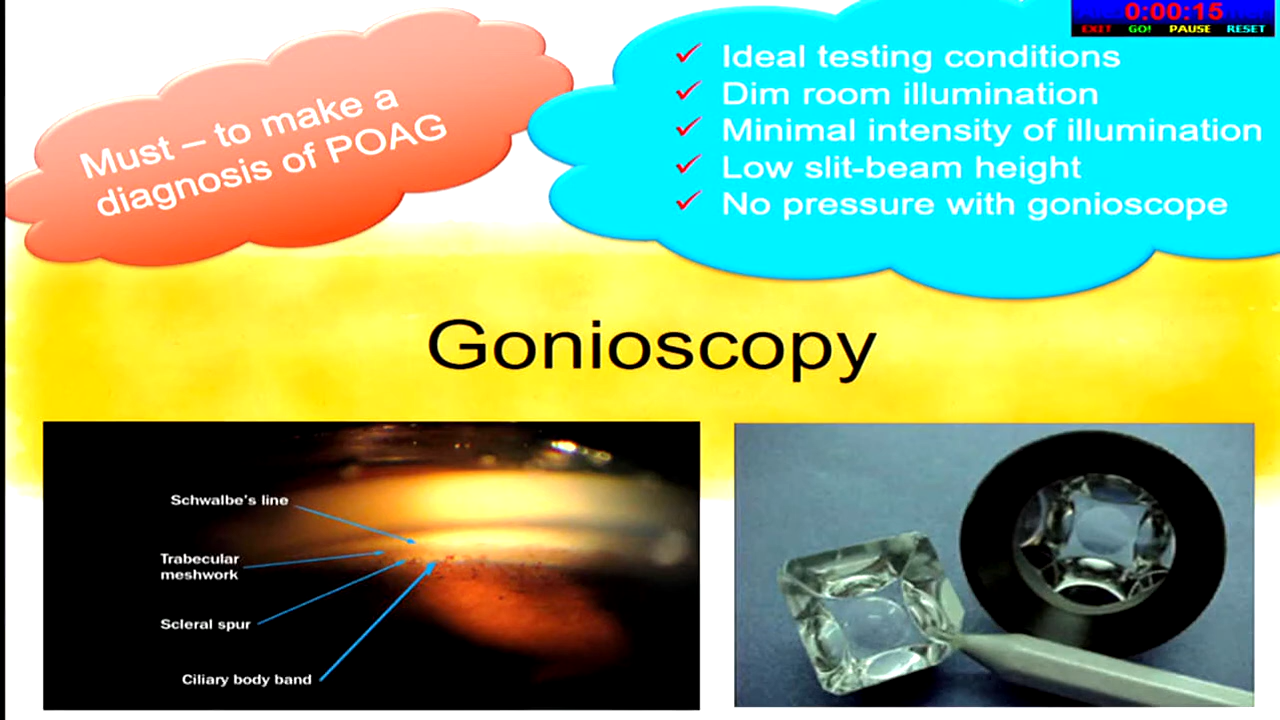 0:00:15
EXIT GO! PAUSE RESET
Must – to make a
diagnosis of POAG
✓ Ideal testing conditions
✓ Dim room illumination
✓ Minimal intensity of illumination
✓ Low slit-beam height
✓ No pressure with gonioscope
Gonioscopy
Schwalbe's line
Trabecular
meshwork
Scleral spur
Ciliary body band